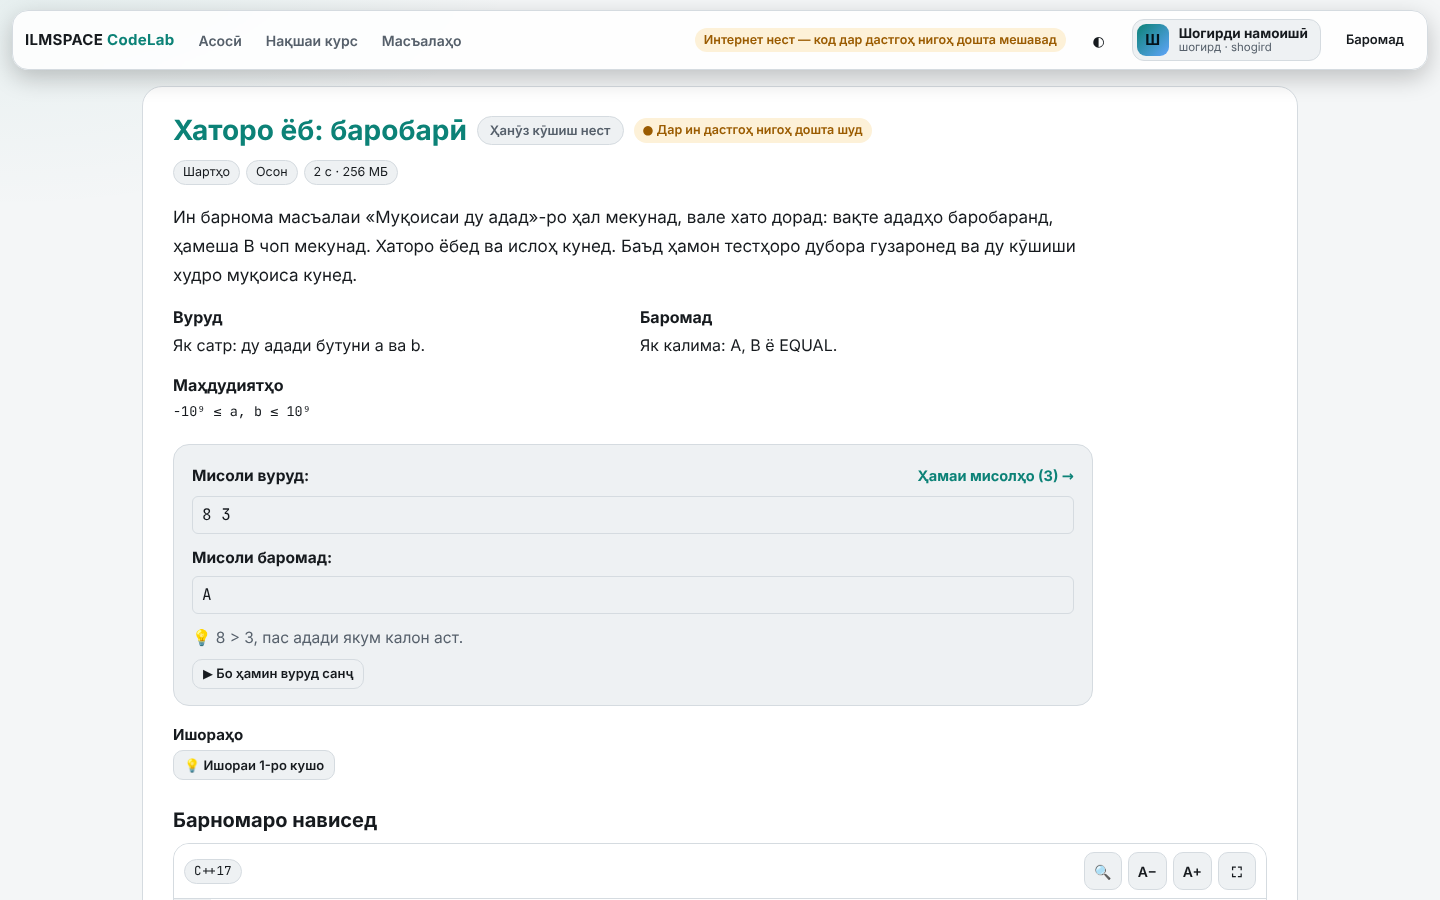 ILMSPACE CodeLab
Асосӣ
Нақшаи курс
Масъалаҳо
Интернет нест — код дар дастгоҳ нигоҳ дошта мешавад
Ш
Шогирди намоишӣ
шогирд · shogird
Баромад
Хаторо ёб: баробарӣ
Ҳанӯз кӯшиш нест
Дар ин дастгоҳ нигоҳ дошта шуд
Шартҳо
Осон
2 с · 256 МБ
Ин барнома масъалаи «Муқоисаи ду адад»-ро ҳал мекунад, вале хато дорад: вақте ададҳо баробаранд,
ҳамеша B чоп мекунад. Хаторо ёбед ва ислоҳ кунед. Баъд ҳамон тестҳоро дубора гузаронед ва ду кӯшиши
худро муқоиса кунед.
Вуруд
Як сатр: ду адади бутуни a ва b.
Баромад
Як калима: A, B ё EQUAL.
Маҳдудиятҳо
-10⁹ ≤ a, b ≤ 10⁹
Мисоли вуруд:
Ҳамаи мисолҳо (3) →
8 3
Мисоли баромад:
A
💡 8 > 3, пас адади якум калон аст.
▶ Бо ҳамин вуруд санҷ
Ишораҳо
💡 Ишораи 1-ро кушо
Барномаро нависед
C++17
A−
A+